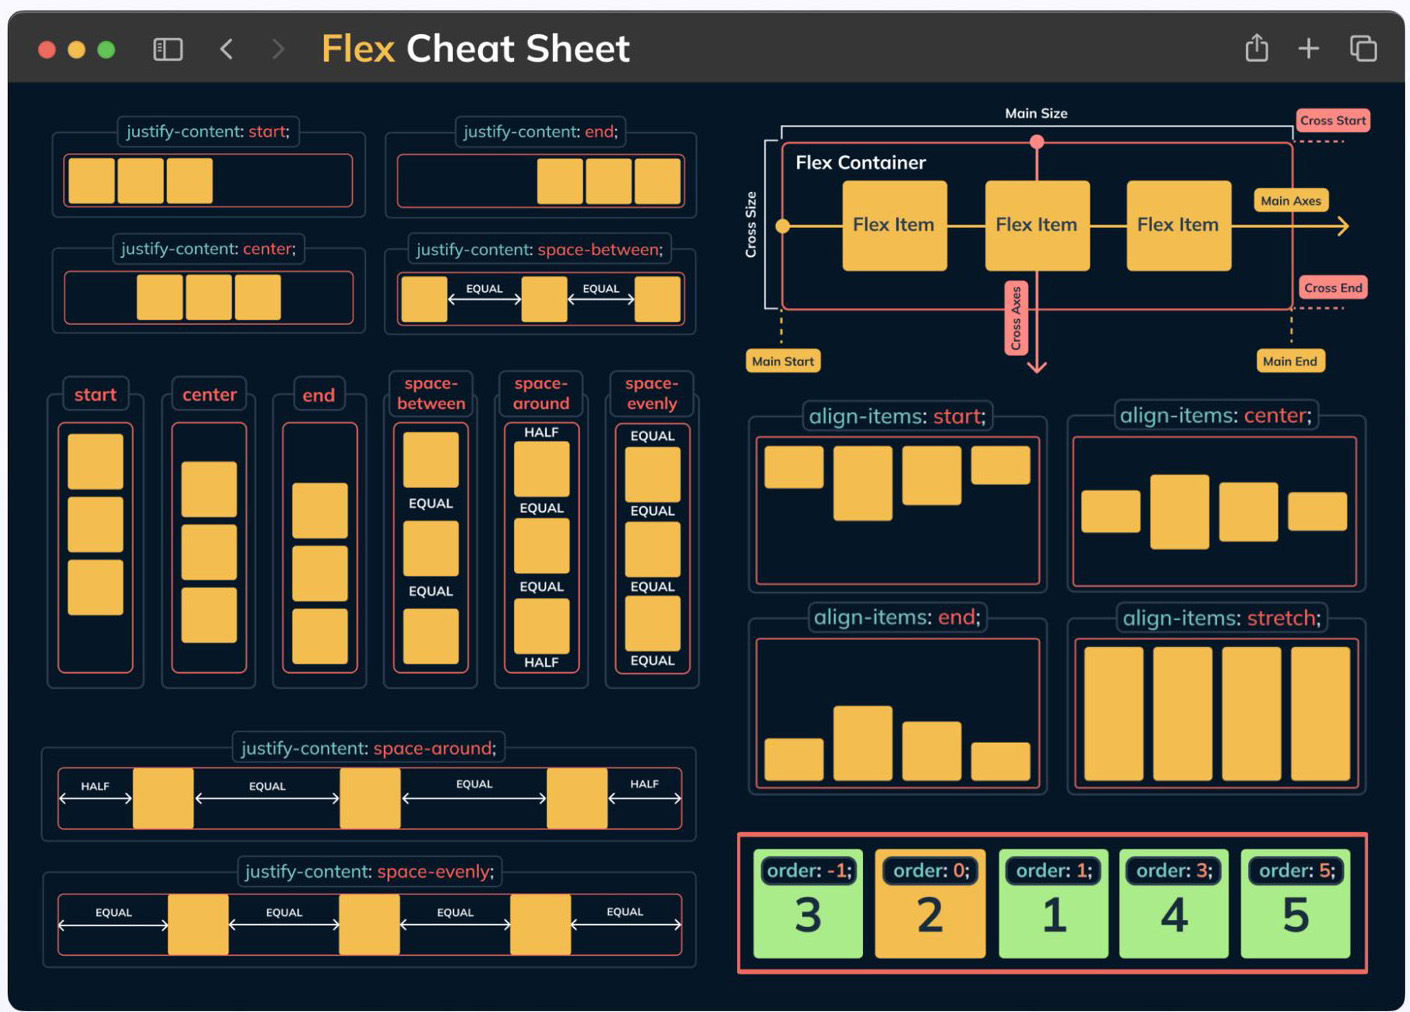 Flex Cheat Sheet
justify-content: start;
justify-content: end;
justify-content: center;
justify-content: space-between;
EQUAL
EQUAL
start
center
end
space-
between
EQUAL
EQUAL
space-
around
HALF
EQUAL
EQUAL
HALF
space-
evenly
EQUAL
EQUAL
EQUAL
EQUAL
justify-content: space-around;
HALF
EQUAL
EQUAL
HALF
justify-content: space-evenly;
EQUAL
EQUAL
EQUAL
EQUAL
Main Size
Cross Start
Flex Container
Cross Size
Flex Item
Flex Item
Flex Item
Main Axes
Cross End
Cross Axes
Main Start
Main End
align-items: start;
align-items: center;
align-items: end;
align-items: stretch;
order: -1;
3
order: 0;
2
order: 1;
1
order: 3;
4
order: 5;
5